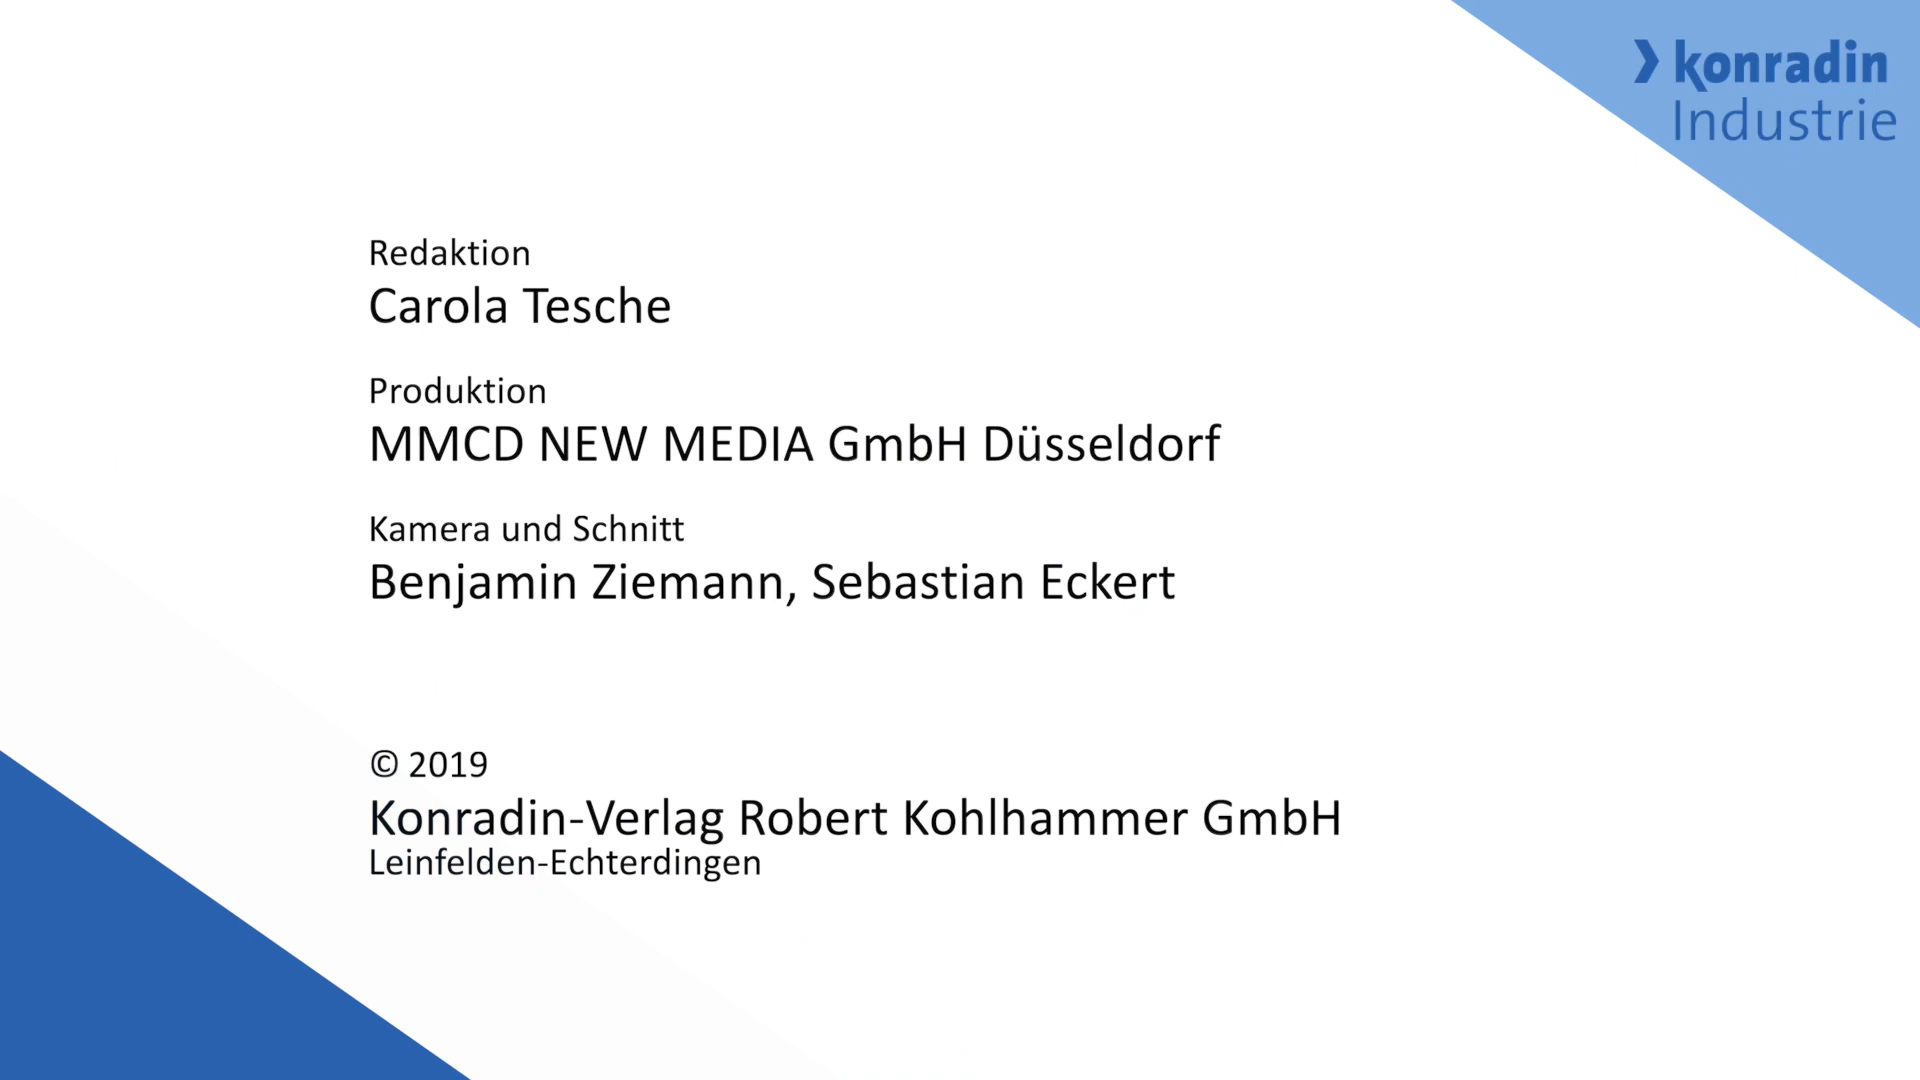 konradin
Industrie
Redaktion
Carola Tesche
Produktion
MMCD NEW MEDIA GmbH Düsseldorf
Kamera und Schnitt
Benjamin Ziemann, Sebastian Eckert
© 2019
Konradin-Verlag Robert Kohlhammer GmbH
Leinfelden-Echterdingen